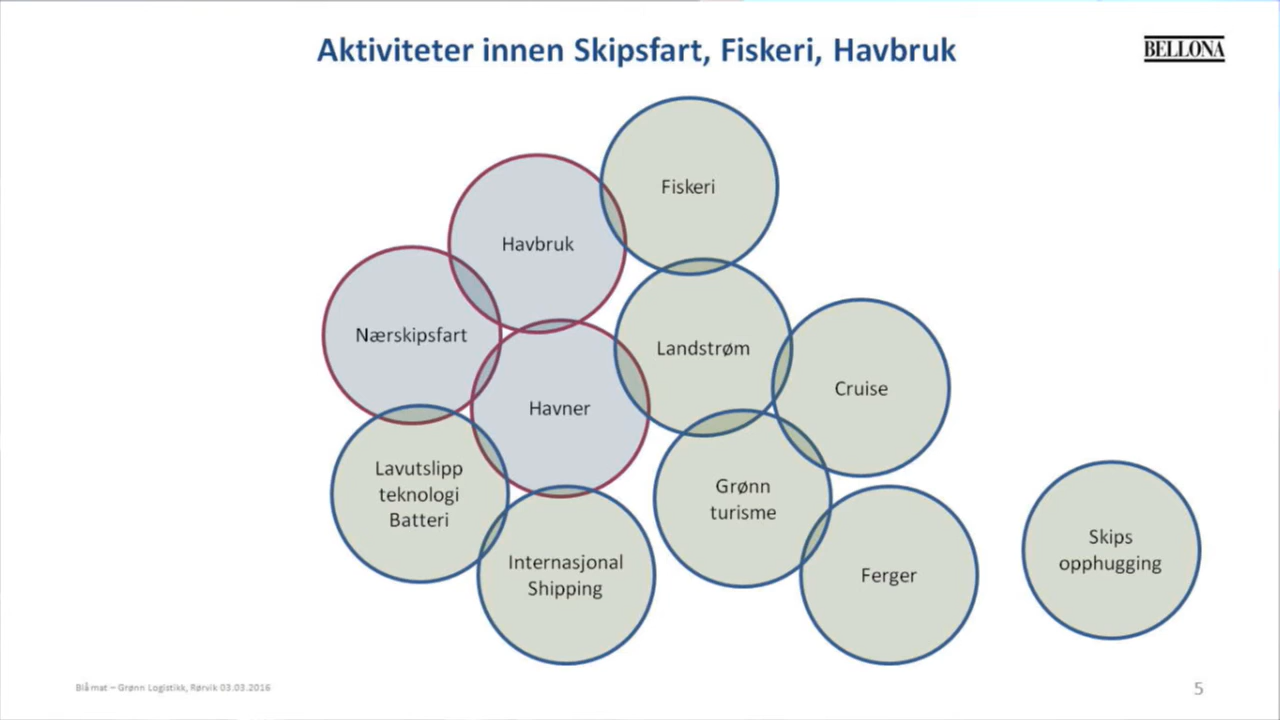 Aktiviteter innen Skipsfart, Fiskeri, Havbruk
BELLONA
Fiskeri
Havbruk
Nærskipsfart
Landstrøm
Cruise
Havner
Lavutslipp
teknologi
Batteri
Grønn
turisme
Internasjonal
Shipping
Ferger
Skips
opphugging
Blå mat – Grønn Logistikk, Rørvik 03.03.2016
5